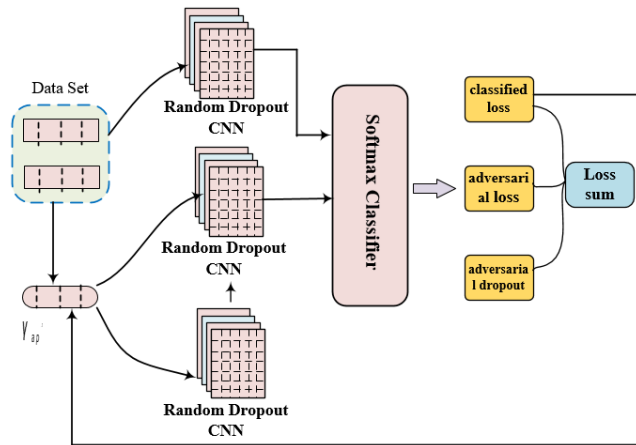 Data Set
Random Dropout
CNN
Random Dropout
CNN
Random Dropout
CNN
Softmax Classifier
classified
loss
adversari
al loss
adversaria
l dropout
Loss
sum